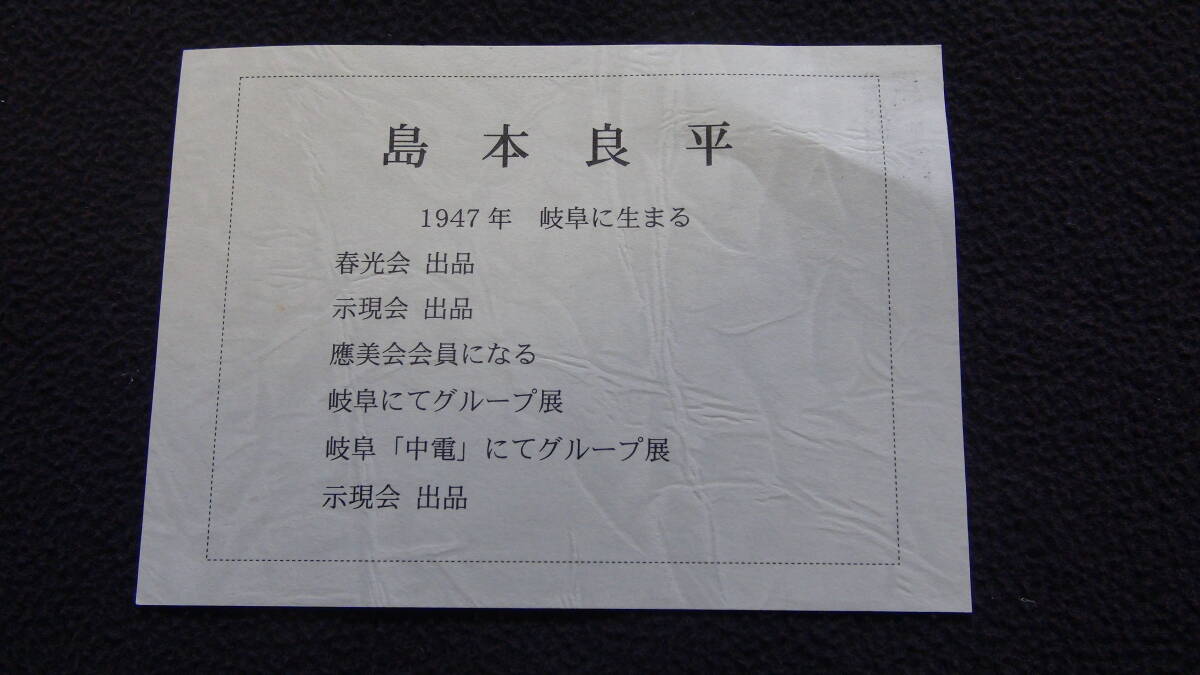 島本良平
1947年　岐阜に生まる
春光会 出品
示現会 出品
應美会会員になる
岐阜にてグループ展
岐阜「中電」にてグループ展
示現会 出品